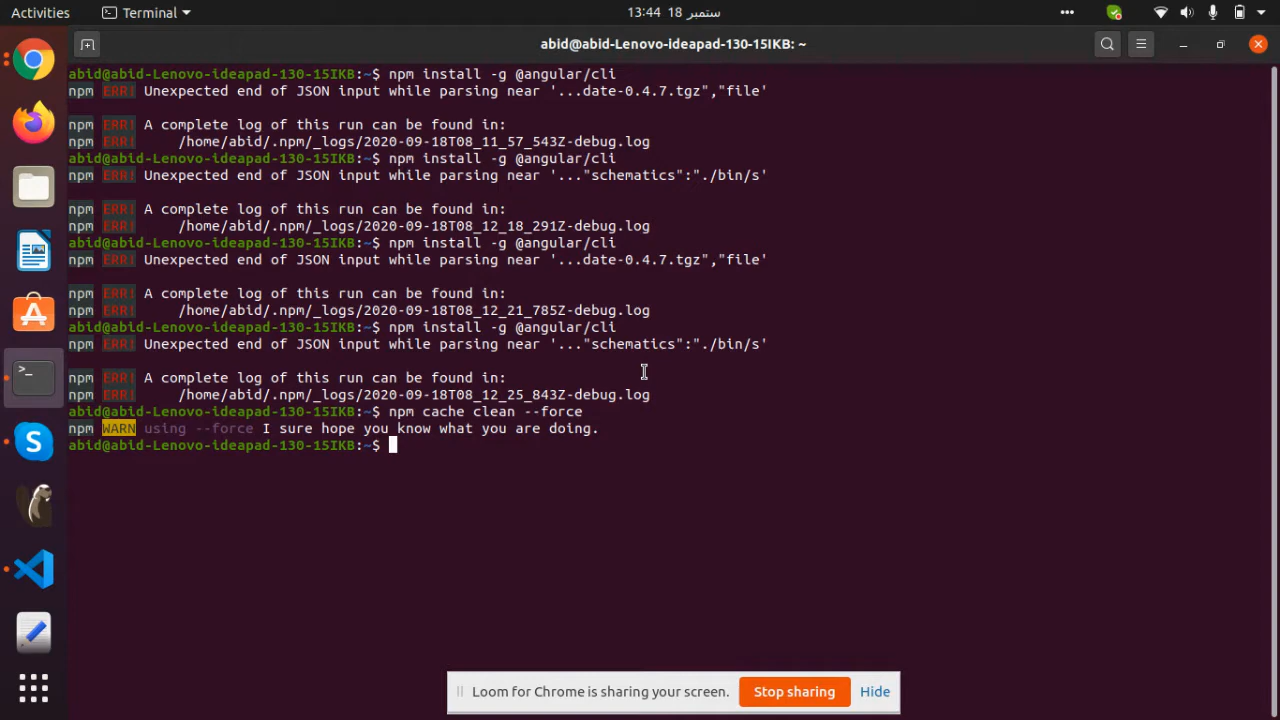 Activities
Terminal
13:44 18 ستمبر
abid@abid-Lenovo-ideapad-130-15IKB: ~
abid@abid-Lenovo-ideapad-130-15IKB:~$ npm install -g @angular/cli
npm ERR! Unexpected end of JSON input while parsing near '...date-0.4.7.tgz","file'
npm ERR! A complete log of this run can be found in:
npm ERR!     /home/abid/.npm/_logs/2020-09-18T08_11_57_543Z-debug.log
abid@abid-Lenovo-ideapad-130-15IKB:~$ npm install -g @angular/cli
npm ERR! Unexpected end of JSON input while parsing near '..."schematics":"./bin/s'
npm ERR! A complete log of this run can be found in:
npm ERR!     /home/abid/.npm/_logs/2020-09-18T08_12_18_291Z-debug.log
abid@abid-Lenovo-ideapad-130-15IKB:~$ npm install -g @angular/cli
npm ERR! Unexpected end of JSON input while parsing near '...date-0.4.7.tgz","file'
npm ERR! A complete log of this run can be found in:
npm ERR!     /home/abid/.npm/_logs/2020-09-18T08_12_21_785Z-debug.log
abid@abid-Lenovo-ideapad-130-15IKB:~$ npm install -g @angular/cli
npm ERR! Unexpected end of JSON input while parsing near '..."schematics":"./bin/s'
npm ERR! A complete log of this run can be found in:
npm ERR!     /home/abid/.npm/_logs/2020-09-18T08_12_25_843Z-debug.log
abid@abid-Lenovo-ideapad-130-15IKB:~$ npm cache clean --force
npm WARN using --force I sure hope you know what you are doing.
abid@abid-Lenovo-ideapad-130-15IKB:~$
Loom for Chrome is sharing your screen.
Stop sharing
Hide